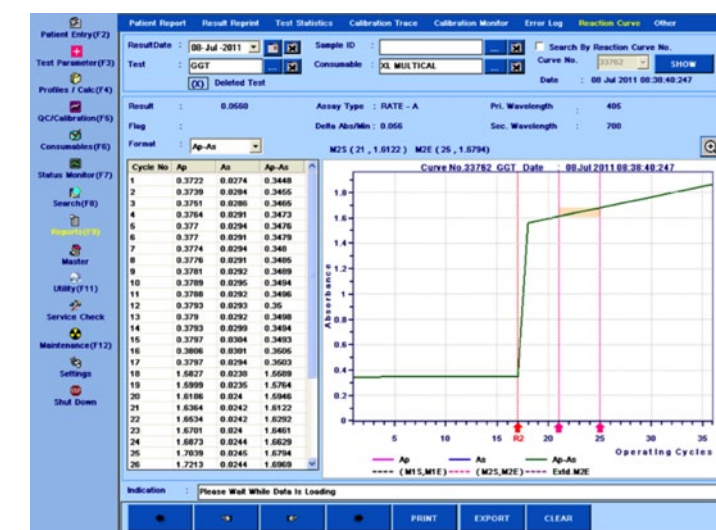 Patient Report Result Reprint Test Statistics Calibration Trace Calibration Monitor Error Log Reaction Curve Other
Patient Entry(F2)
Test Parameter(F3)
Profiles / Calc(F4)
QC/Calibration(F5)
Consumables(F6)
Status Monitor(F7)
Search(F8)
Reports(F9)
Master
Utility(F11)
Service Check
Maintenance(F12)
Settings
Shut Down
ResultDate : 08-Jul-2011 Sample ID : ... Search By Reaction Curve No.
Test : GGT ... Consumable : XL MULTICAL ... Curve No. 33762 SHOW
(X) Deleted Test Date : 08 Jul 2011 08:38:40:247
Result : 0.0560 Assay Type : RATE - A Pri. Wavelength : 405
Flag : Delta Abs/Min : 0.056 Sec. Wavelength : 700
Format : Ap-As M2S ( 21 , 1.6122 ) M2E ( 25 , 1.6794)
Cycle No Ap As Ap-As
1 0.3722 0.0274 0.3448
2 0.3739 0.0284 0.3455
3 0.3751 0.0286 0.3465
4 0.3764 0.0291 0.3473
5 0.377 0.0294 0.3476
6 0.377 0.0291 0.3479
7 0.3774 0.0294 0.348
8 0.3776 0.0291 0.3485
9 0.3781 0.0292 0.3489
10 0.3789 0.0295 0.3494
11 0.3788 0.0292 0.3496
12 0.3793 0.0293 0.35
13 0.379 0.0292 0.3498
14 0.3793 0.0299 0.3494
15 0.3797 0.0304 0.3493
16 0.3806 0.0301 0.3505
17 0.3797 0.0294 0.3503
18 1.5827 0.0238 1.5589
19 1.5999 0.0235 1.5764
20 1.6186 0.024 1.5946
21 1.6364 0.0242 1.6122
22 1.6534 0.0242 1.6292
23 1.6701 0.024 1.6461
24 1.6873 0.0244 1.6629
25 1.7039 0.0245 1.6794
26 1.7213 0.0244 1.6969
Curve No.33762 GGT Date : 08Jul 2011 08:38:40:247
Absorbance
1.8
1.6
1.4
1.2
1
0.8
0.6
0.4
0.2
0
5 10 15 R2 20 25 30 35
Operating Cycles
Ap As Ap-As
(M1S,M1E) (M2S,M2E) Extd.M2E
Indication : Please Wait While Data Is Loading
PRINT EXPORT CLEAR